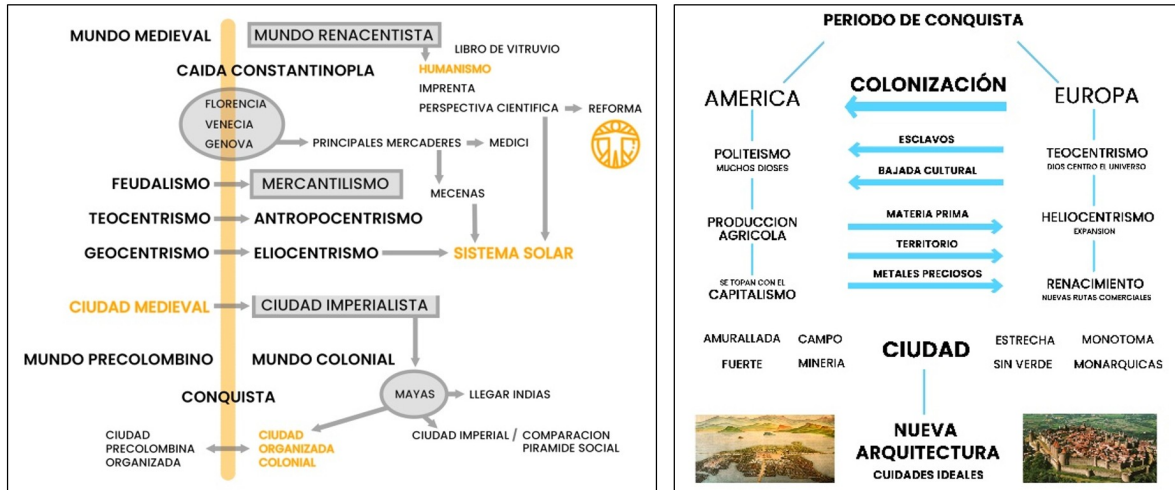 MUNDO MEDIEVAL
MUNDO RENACENTISTA
LIBRO DE VITRUVIO
CAIDA CONSTANTINOPLA
HUMANISMO
IMPRENTA
PERSPECTIVA CIENTIFICA
REFORMA
FLORENCIA
VENECIA
GENOVA
PRINCIPALES MERCADERES
MEDICI
FEUDALISMO
MERCANTILISMO
MECENAS
TEOCENTRISMO
ANTROPOCENTRISMO
GEOCENTRISMO
ELIOCENTRISMO
SISTEMA SOLAR
CIUDAD MEDIEVAL
CIUDAD IMPERIALISTA
MUNDO PRECOLOMBINO
MUNDO COLONIAL
CONQUISTA
MAYAS
LLEGAR INDIAS
CIUDAD
PRECOLOMBINA
ORGANIZADA
CIUDAD
ORGANIZADA
COLONIAL
CIUDAD IMPERIAL / COMPARACION
PIRAMIDE SOCIAL
PERIODO DE CONQUISTA
COLONIZACIÓN
AMERICA
EUROPA
POLITEISMO
MUCHOS DIOSES
ESCLAVOS
BAJADA CULTURAL
TEOCENTRISMO
DIOS CENTRO EL UNIVERSO
PRODUCCION
AGRICOLA
MATERIA PRIMA
TERRITORIO
METALES PRECIOSOS
HELIOCENTRISMO
EXPANSION
SE TOPAN CON EL
CAPITALISMO
RENACIMIENTO
NUEVAS RUTAS COMERCIALES
AMURALLADA
CAMPO
FUERTE
MINERIA
CIUDAD
ESTRECHA
MONOTOMA
SIN VERDE
MONARQUICAS
NUEVA
ARQUITECTURA
CUIDADES IDEALES